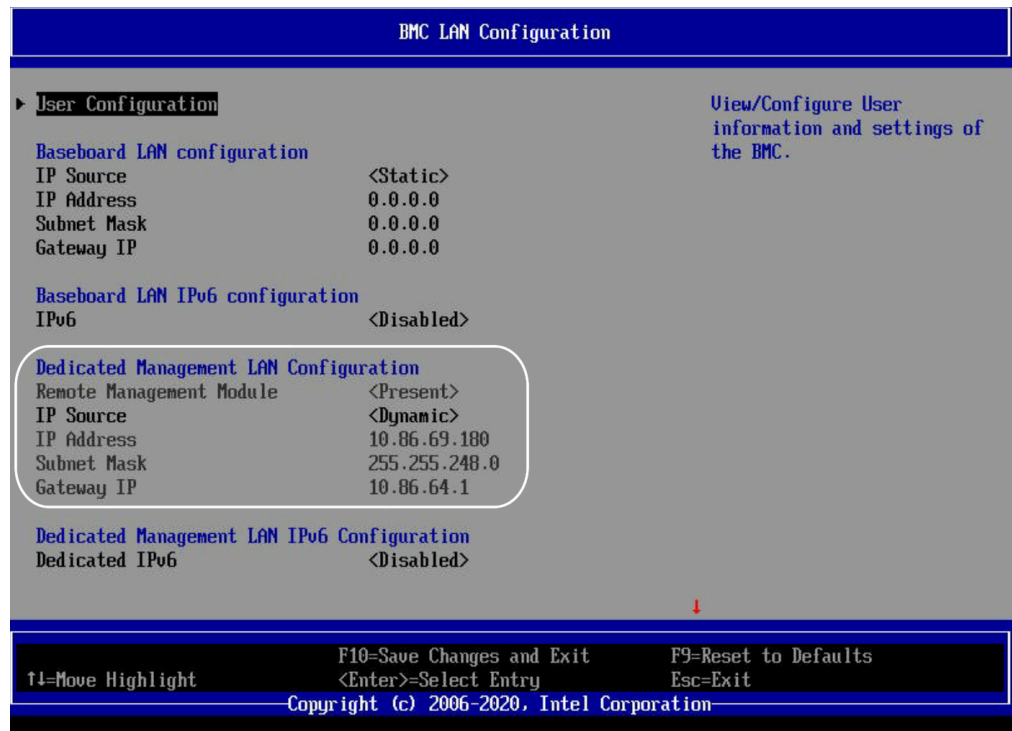 BMC LAN Configuration
User Configuration
View/Configure User
information and settings of
the BMC.
Baseboard LAN configuration
IP Source <Static>
IP Address 0.0.0.0
Subnet Mask 0.0.0.0
Gateway IP 0.0.0.0
Baseboard LAN IPv6 configuration
IPv6 <Disabled>
Dedicated Management LAN Configuration
Remote Management Module <Present>
IP Source <Dynamic>
IP Address 10.86.69.180
Subnet Mask 255.255.248.0
Gateway IP 10.86.64.1
Dedicated Management LAN IPv6 Configuration
Dedicated IPv6 <Disabled>
↓
F10=Save Changes and Exit F9=Reset to Defaults
↑↓=Move Highlight <Enter>=Select Entry Esc=Exit
Copyright (c) 2006-2020, Intel Corporation